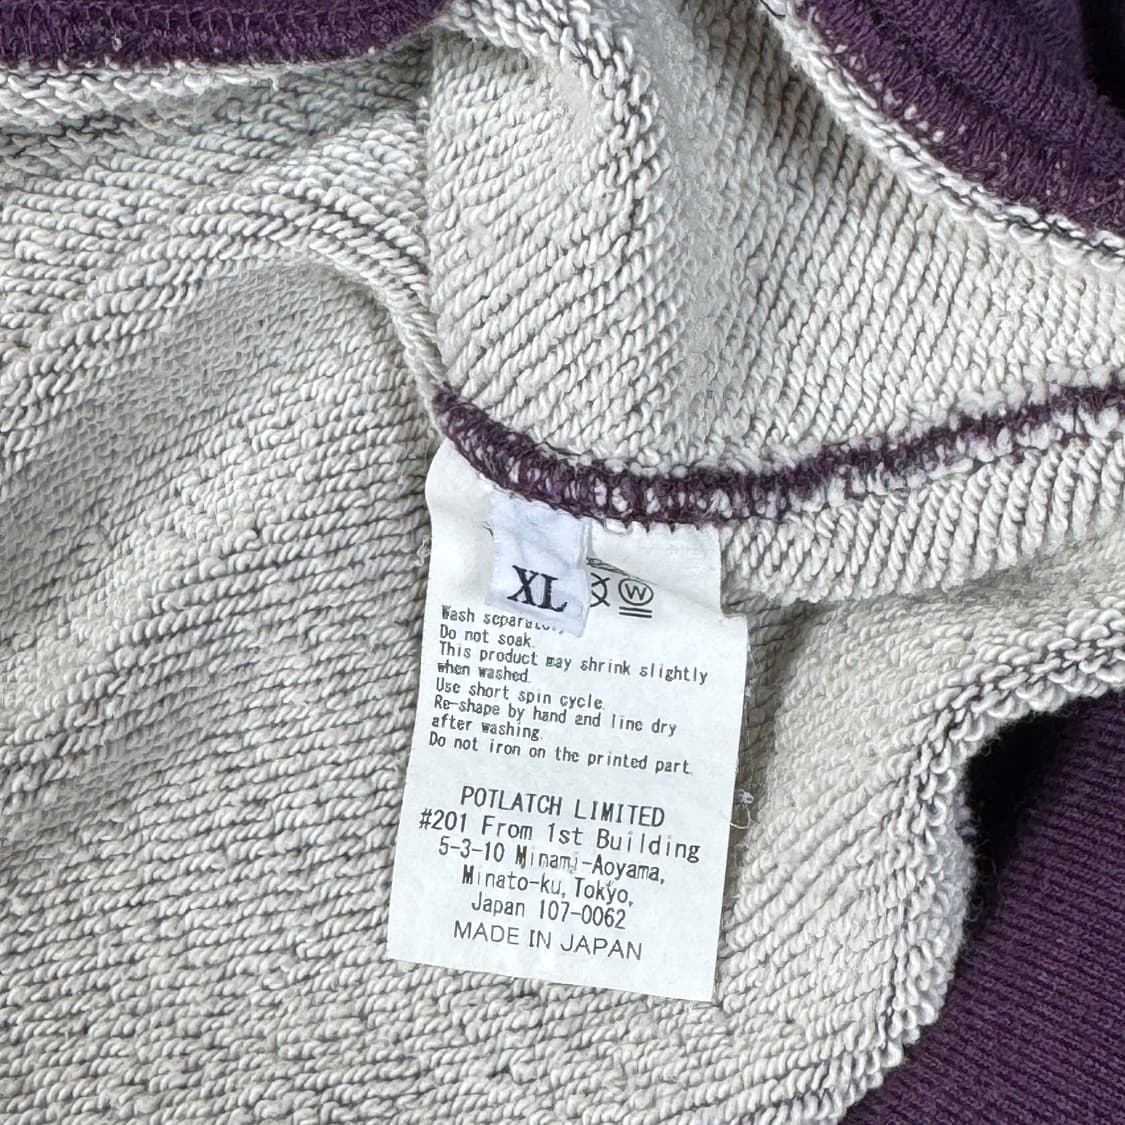 XL
W
Wash separately.
Do not soak.
This product may shrink slightly
when washed.
Use short spin cycle.
Re-shape by hand and line dry
after washing.
Do not iron on the printed part.
POTLATCH LIMITED
#201 From 1st Building
5-3-10 Minami-Aoyama,
Minato-ku, Tokyo,
Japan 107-0062
MADE IN JAPAN